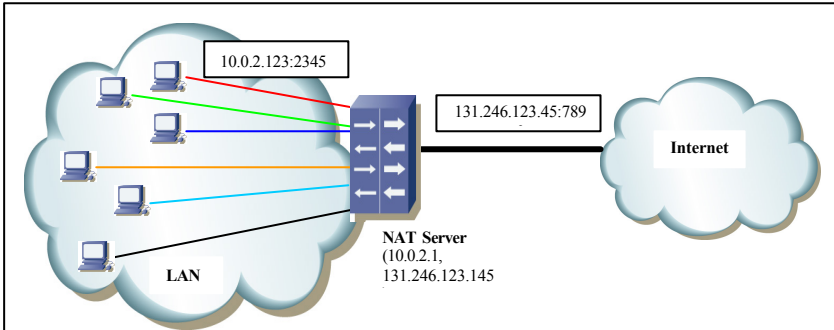 10.0.2.123:2345
131.246.123.45:789
Internet
NAT Server
(10.0.2.1,
131.246.123.145
LAN